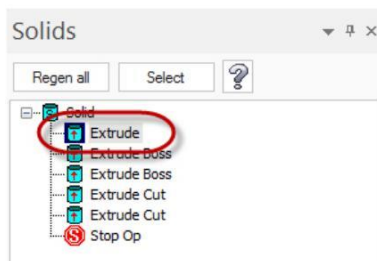 Solids
Regen all Select ?
Solid
Extrude
Extrude Boss
Extrude Boss
Extrude Cut
Extrude Cut
Stop Op